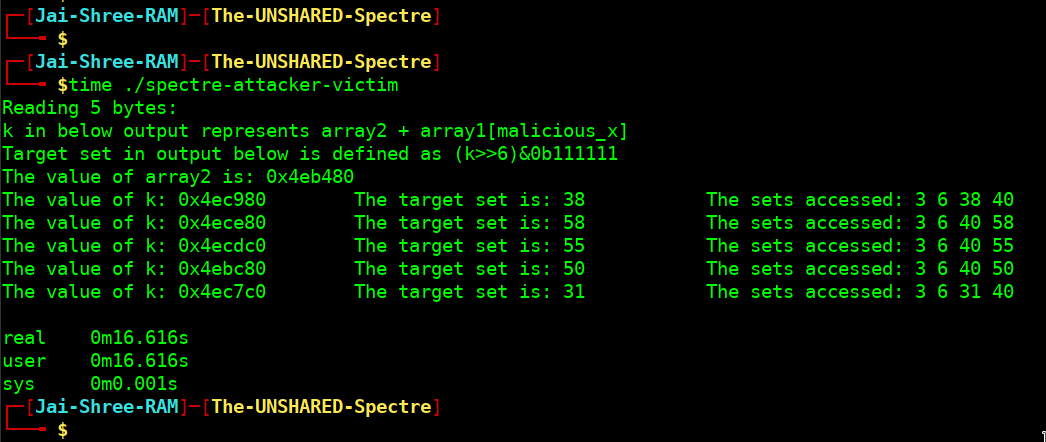 [Jai-Shree-RAM]─[The-UNSHARED-Spectre]
$
[Jai-Shree-RAM]─[The-UNSHARED-Spectre]
$time ./spectre-attacker-victim
Reading 5 bytes:
k in below output represents array2 + array1[malicious_x]
Target set in output below is defined as (k>>6)&0b111111
The value of array2 is: 0x4eb480
The value of k: 0x4ec980 The target set is: 38 The sets accessed: 3 6 38 40
The value of k: 0x4ece80 The target set is: 58 The sets accessed: 3 6 40 58
The value of k: 0x4ecdc0 The target set is: 55 The sets accessed: 3 6 40 55
The value of k: 0x4ebc80 The target set is: 50 The sets accessed: 3 6 40 50
The value of k: 0x4ec7c0 The target set is: 31 The sets accessed: 3 6 31 40
real 0m16.616s
user 0m16.616s
sys 0m0.001s
[Jai-Shree-RAM]─[The-UNSHARED-Spectre]
$